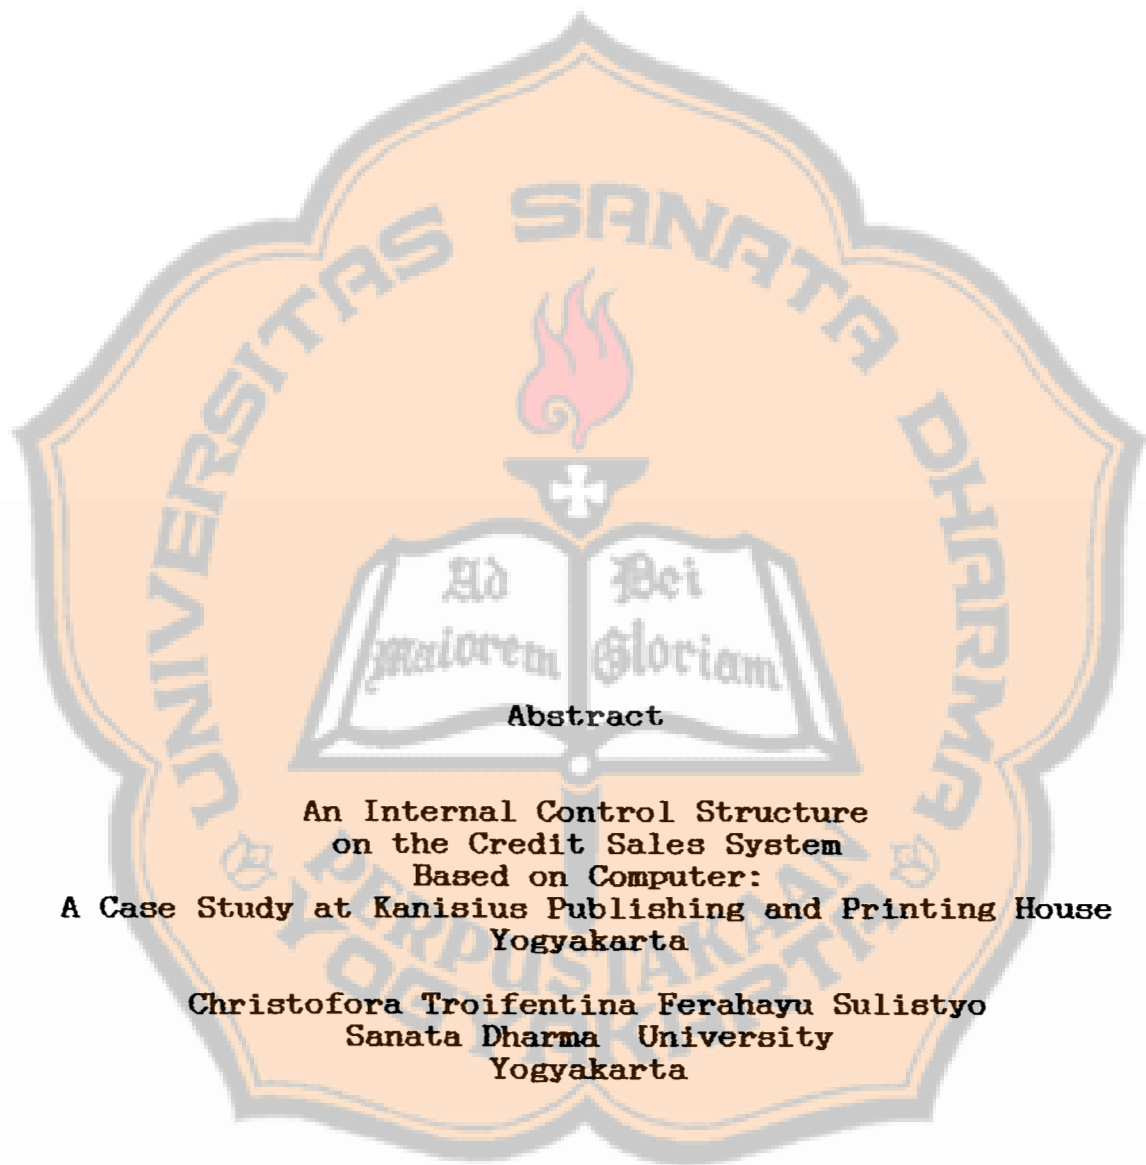 UNIVERSITAS SANATA DHARMA
Ad Dei
maiorem Gloriam
Abstract
An Internal Control Structure
on the Credit Sales System
Based on Computer:
A Case Study at Kanisius Publishing and Printing House
Yogyakarta
Christofora Troifentina Ferahayu Sulistyo
Sanata Dharma University
Yogyakarta
PERPUSTAKAAN
YOGYAKARTA